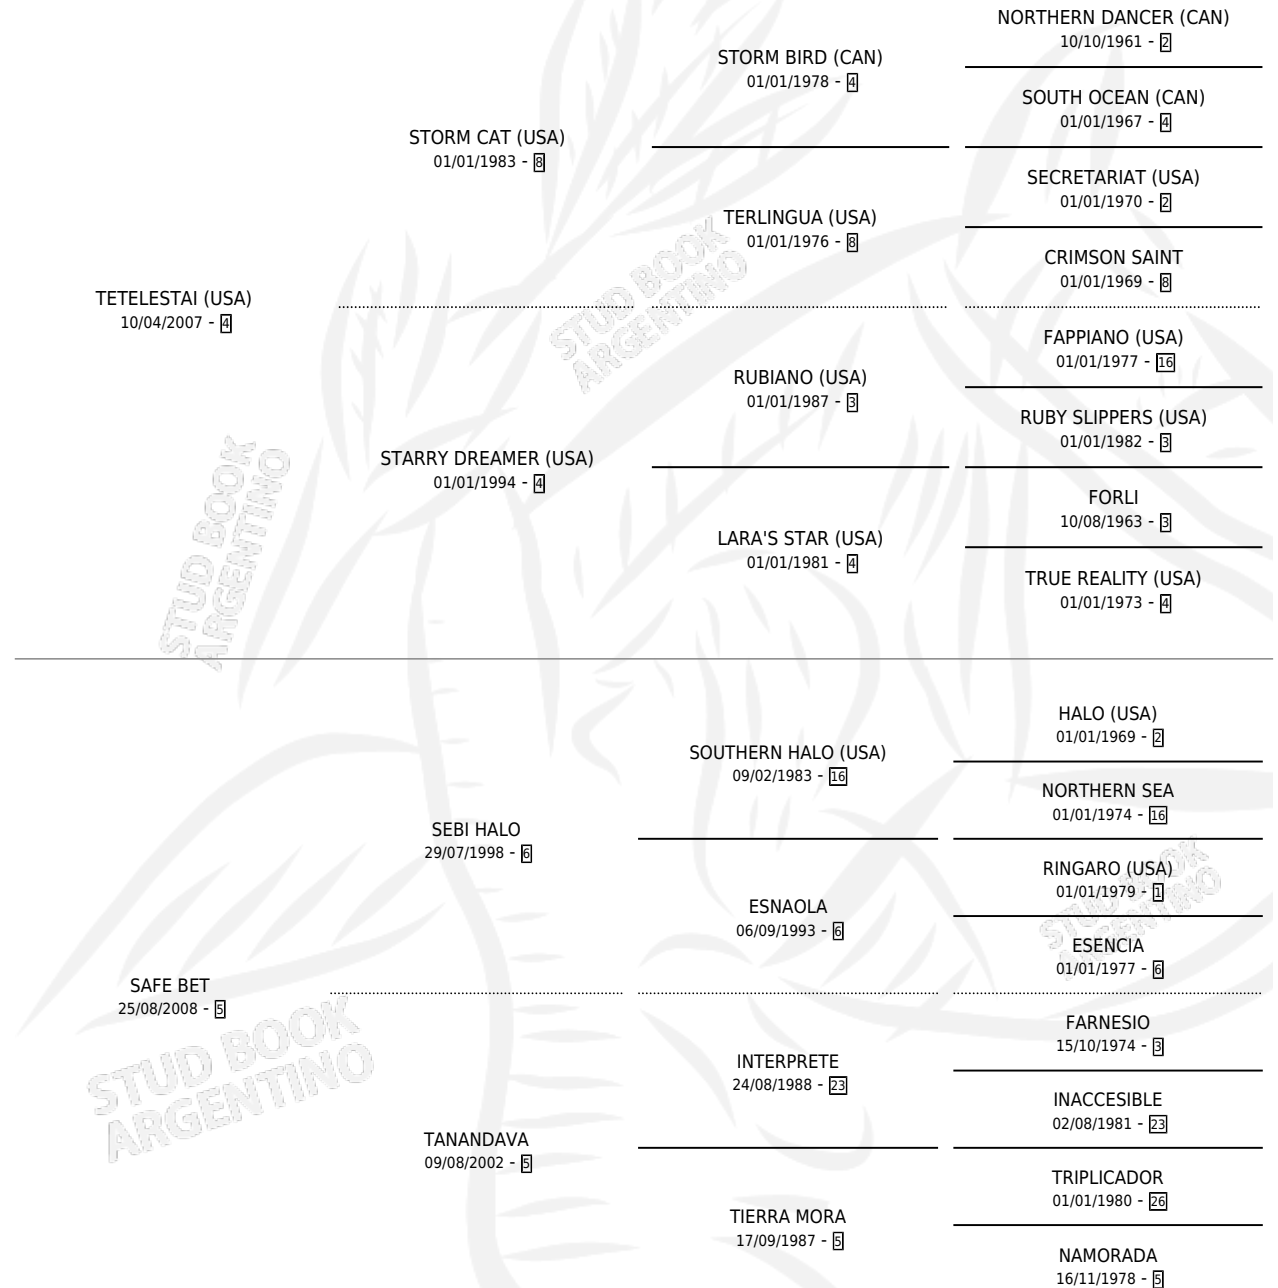 NORTHERN DANCER (CAN)
10/10/1961 - 2
STORM BIRD (CAN)
01/01/1978 - 4
SOUTH OCEAN (CAN)
01/01/1967 - 4
STORM CAT (USA)
01/01/1983 - 8
SECRETARIAT (USA)
01/01/1970 - 2
TERLINGUA (USA)
01/01/1976 - 8
CRIMSON SAINT
01/01/1969 - 8
TETELESTAI (USA)
10/04/2007 - 4
FAPPIANO (USA)
01/01/1977 - 16
RUBIANO (USA)
01/01/1987 - 3
RUBY SLIPPERS (USA)
01/01/1982 - 3
STARRY DREAMER (USA)
01/01/1994 - 4
FORLI
10/08/1963 - 3
LARA'S STAR (USA)
01/01/1981 - 4
TRUE REALITY (USA)
01/01/1973 - 4
HALO (USA)
01/01/1969 - 2
SOUTHERN HALO (USA)
09/02/1983 - 16
NORTHERN SEA
01/01/1974 - 16
SEBI HALO
29/07/1998 - 6
RINGARO (USA)
01/01/1979 - 1
ESNAOLA
06/09/1993 - 6
ESENCIA
01/01/1977 - 6
SAFE BET
25/08/2008 - 5
FARNESIO
15/10/1974 - 3
INTERPRETE
24/08/1988 - 23
INACCESIBLE
02/08/1981 - 23
TANANDAVA
09/08/2002 - 5
TRIPLICADOR
01/01/1980 - 26
TIERRA MORA
17/09/1987 - 5
NAMORADA
16/11/1978 - 5
STUD BOOK
ARGENTINO
STUD BOOK
ARGENTINO
STUD BOOK
ARGENTINO
STUD BOOK
ARGENTINO